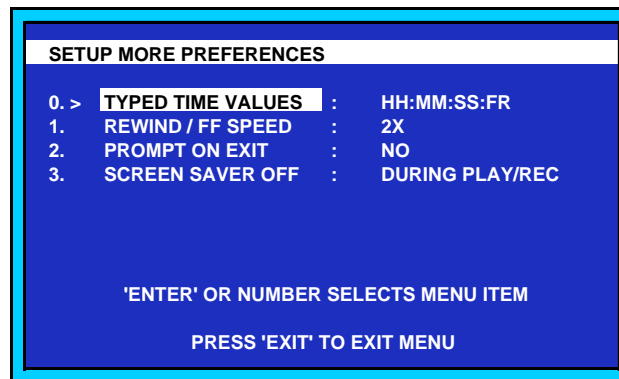 SETUP MORE PREFERENCES
0. > TYPED TIME VALUES : HH:MM:SS:FR
1. REWIND / FF SPEED : 2X
2. PROMPT ON EXIT : NO
3. SCREEN SAVER OFF : DURING PLAY/REC
'ENTER' OR NUMBER SELECTS MENU ITEM
PRESS 'EXIT' TO EXIT MENU